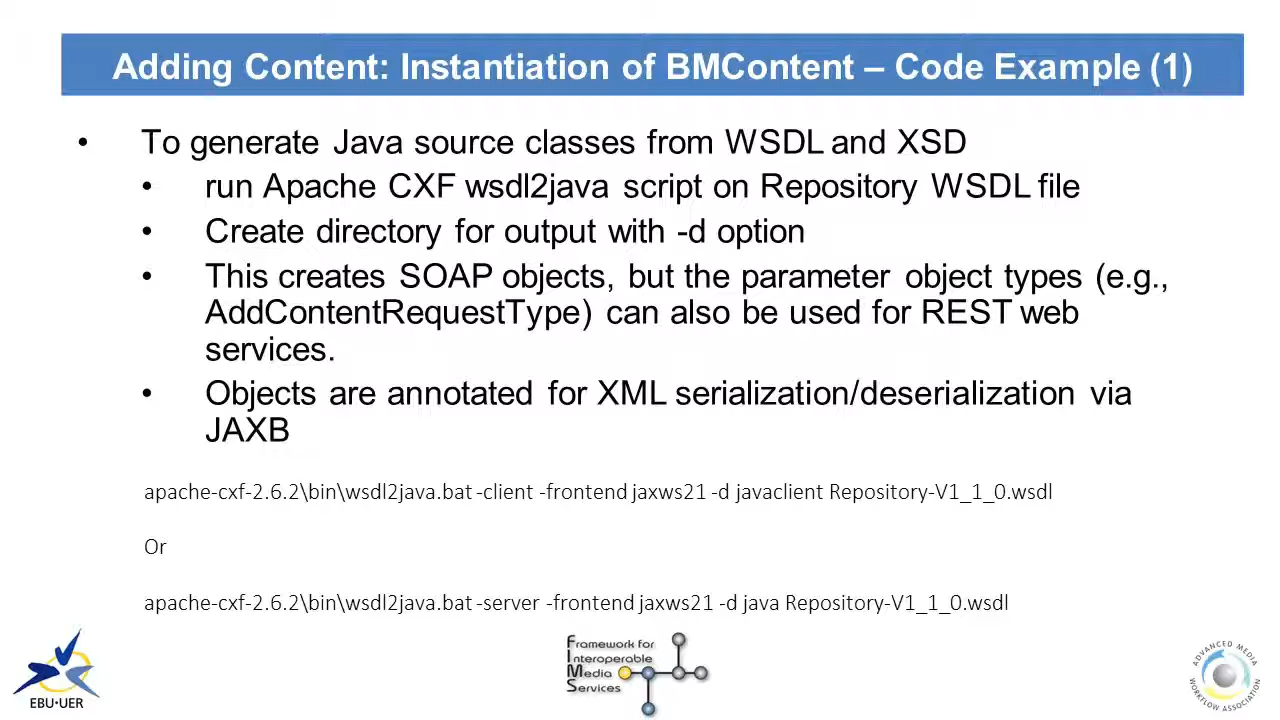 Adding Content: Instantiation of BMContent – Code Example (1)
• To generate Java source classes from WSDL and XSD
• run Apache CXF wsdl2java script on Repository WSDL file
• Create directory for output with -d option
• This creates SOAP objects, but the parameter object types (e.g.,
AddContentRequestType) can also be used for REST web
services.
• Objects are annotated for XML serialization/deserialization via
JAXB
apache-cxf-2.6.2\bin\wsdl2java.bat -client -frontend jaxws21 -d javaclient Repository-V1_1_0.wsdl
Or
apache-cxf-2.6.2\bin\wsdl2java.bat -server -frontend jaxws21 -d java Repository-V1_1_0.wsdl
EBU•UER
Framework for
Interoperable
Media
Services
ADVANCED MEDIA
WORKFLOW ASSOCIATION